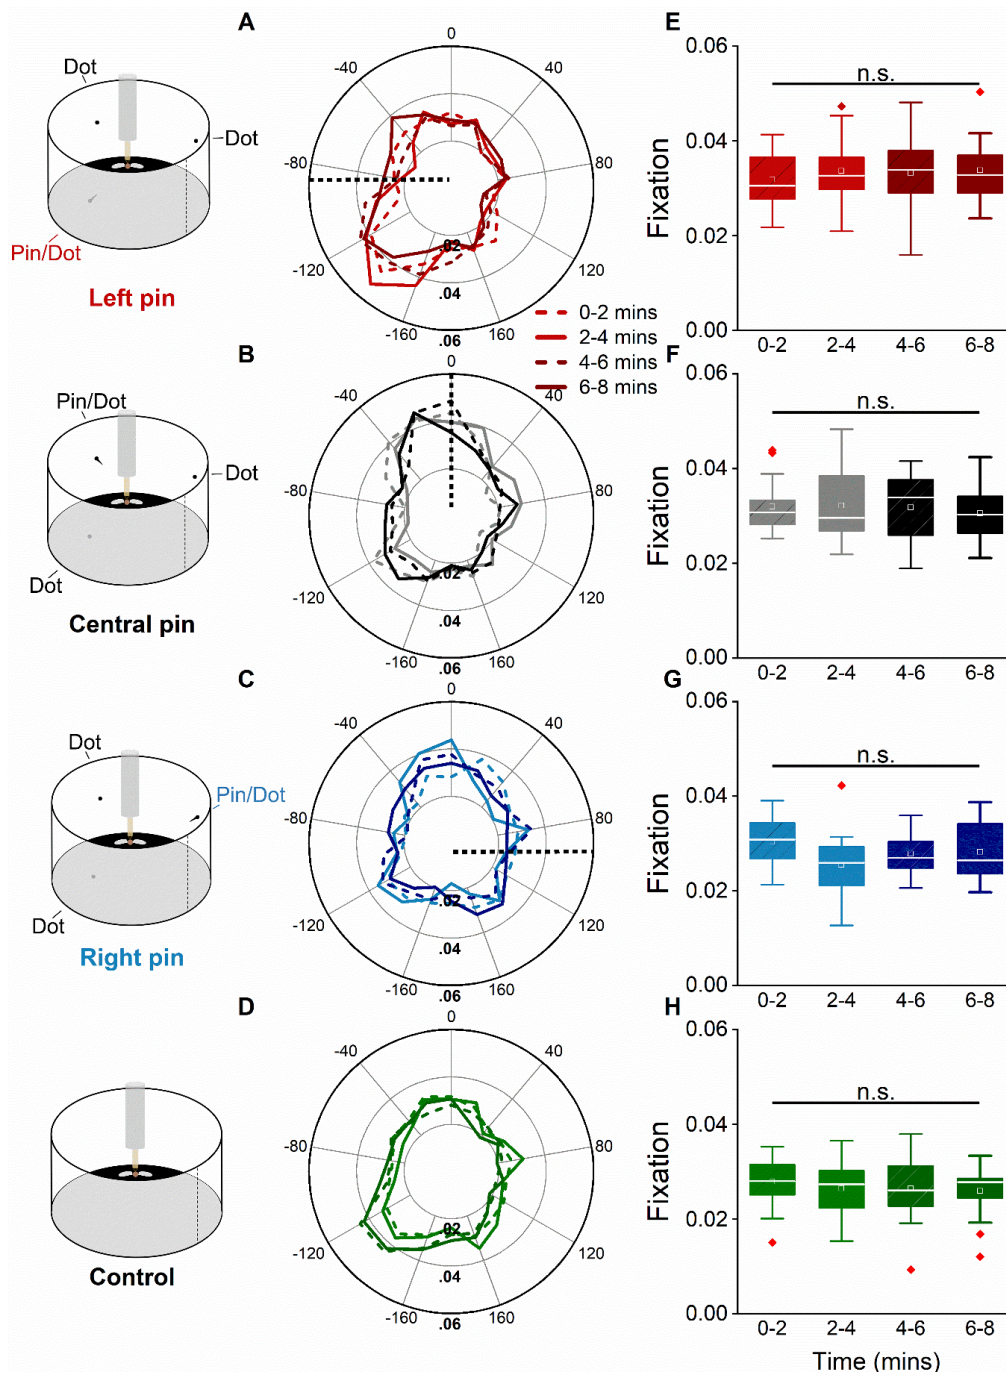 A
0
-40
40
-80
80
-120
120
-160
160
.02
.04
.06
Dot
Dot
Pin/Dot
Left pin
0-2 mins
2-4 mins
4-6 mins
6-8 mins
E
Fixation
0.06
0.04
0.02
0.00
n.s.
0-2 2-4 4-6 6-8
B
0
-40
40
-80
80
-120
120
-160
160
.02
.04
.06
Pin/Dot
Dot
Dot
Central pin
F
Fixation
0.06
0.04
0.02
0.00
n.s.
0-2 2-4 4-6 6-8
C
0
-40
40
-80
80
-120
120
-160
160
.02
.04
.06
Dot
Pin/Dot
Dot
Right pin
G
Fixation
0.06
0.04
0.02
0.00
n.s.
0-2 2-4 4-6 6-8
D
0
-40
40
-80
80
-120
120
-160
160
.02
.04
.06
Control
H
Fixation
0.06
0.04
0.02
0.00
n.s.
0-2 2-4 4-6 6-8
Time (mins)